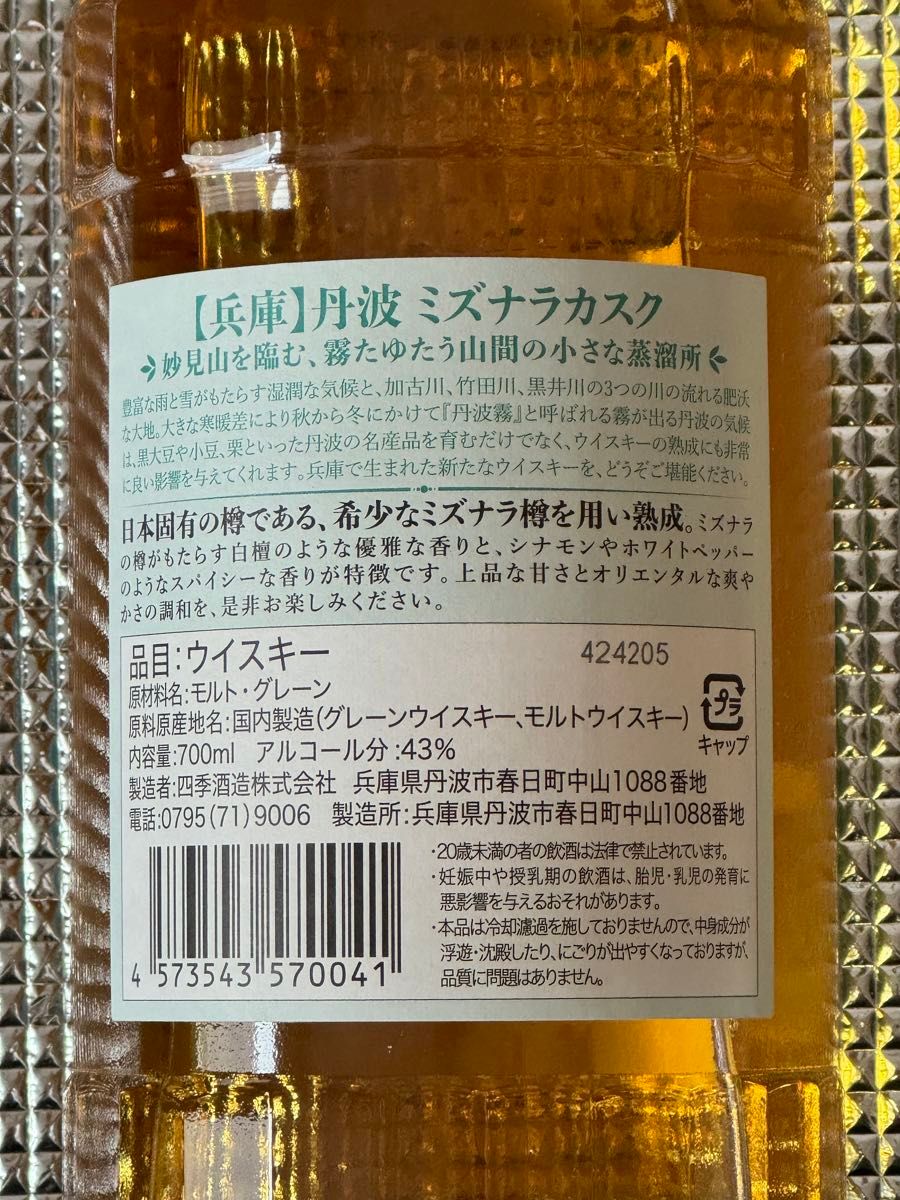 【兵庫】丹波 ミズナラカスク
妙見山を臨む、霧たゆたう山間の小さな蒸溜所
豊富な雨と雪がもたらす湿潤な気候と、加古川、竹田川、黒井川の3つの川の流れる肥沃
な大地。大きな寒暖差により秋から冬にかけて『丹波霧』と呼ばれる霧が出る丹波の気候
は、黒大豆や小豆、栗といった丹波の名産品を育むだけでなく、ウイスキーの熟成にも非常
に良い影響を与えてくれます。兵庫で生まれた新たなウイスキーを、どうぞご堪能ください。
日本固有の樽である、希少なミズナラ樽を用い熟成。ミズナラ
の樽がもたらす白檀のような優雅な香りと、シナモンやホワイトペッパー
のようなスパイシーな香りが特徴です。上品な甘さとオリエンタルな爽や
かさの調和を、是非お楽しみください。
品目:ウイスキー 424205
原材料名:モルト・グレーン
原料原産地名:国内製造(グレーンウイスキー、モルトウイスキー)
プラ
内容量:700ml アルコール分:43% キャップ
製造者:四季酒造株式会社 兵庫県丹波市春日町中山1088番地
電話:0795(71)9006 製造所:兵庫県丹波市春日町中山1088番地
・20歳未満の者の飲酒は法律で禁止されています。
・妊娠中や授乳期の飲酒は、胎児・乳児の発育に
悪影響を与えるおそれがあります。
・本品は冷却濾過を施しておりませんので、中身成分が
浮遊・沈殿したり、にごりが出やすくなっておりますが、
品質に問題はありません。
4 573543 570041